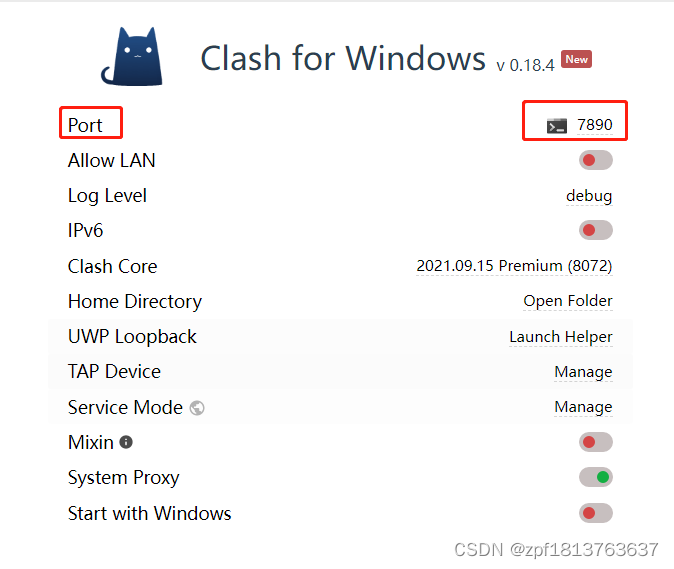 Clash for Windows v 0.18.4 New
Port 7890
Allow LAN
Log Level debug
IPv6
Clash Core 2021.09.15 Premium (8072)
Home Directory Open Folder
UWP Loopback Launch Helper
TAP Device Manage
Service Mode Manage
Mixin
System Proxy
Start with Windows
CSDN @zpf1813763637